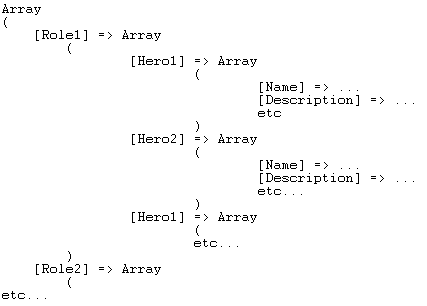 Array
(
[Role1] => Array
(
[Hero1] => Array
(
[Name] => ...
[Description] => ...
etc
)
[Hero2] => Array
(
[Name] => ...
[Description] => ...
etc...
)
[Hero1] => Array
(
etc...
)
[Role2] => Array
(
etc...